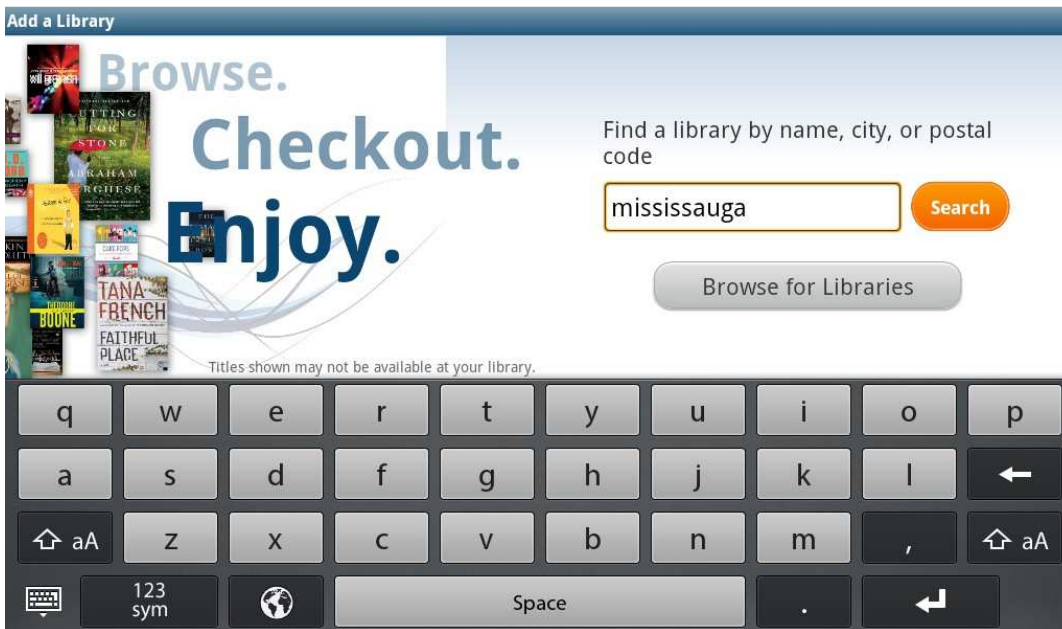 Add a Library
Browse.
Checkout.
Enjoy.
CUTTING
FOR
STONE
ABRAHAM
VERGHESE
THEODORE
BOONE
TANA
FRENCH
FAITHFUL
PLACE
Titles shown may not be available at your library.
Find a library by name, city, or postal
code
mississauga
Search
Browse for Libraries
q w e r t y u i o p
a s d f g h j k l
aA z x c v b n m , aA
123
sym
Space .